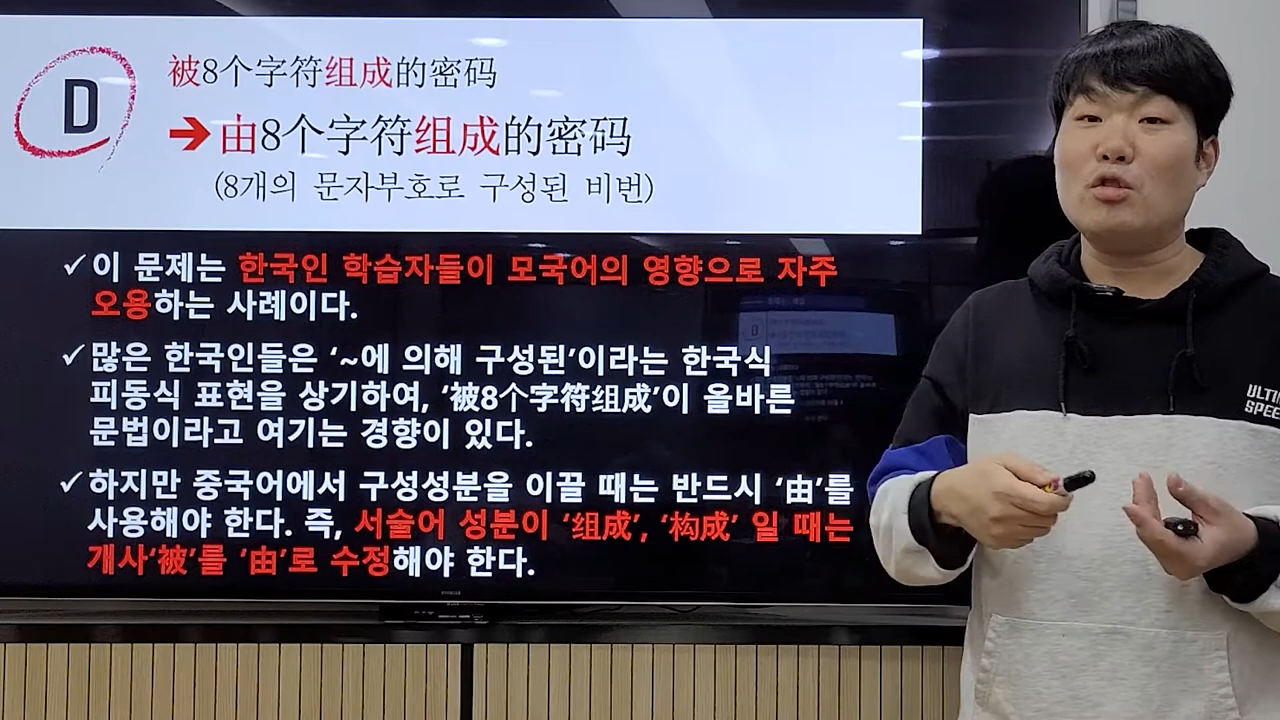 D
被8个字符组成的密码
➔由8个字符组成的密码
(8개의 문자부호로 구성된 비번)
✓이 문제는 한국인 학습자들이 모국어의 영향으로 자주
오용하는 사례이다.
✓많은 한국인들은 ‘~에 의해 구성된’이라는 한국식
피동식 표현을 상기하여, ‘被8个字符组成’이 올바른
문법이라고 여기는 경향이 있다.
✓하지만 중국어에서 구성성분을 이끌 때는 반드시 ‘由’를
사용해야 한다. 즉, 서술어 성분이 ‘组成’, ‘构成’ 일 때는
개사‘被’를 ‘由’로 수정해야 한다.